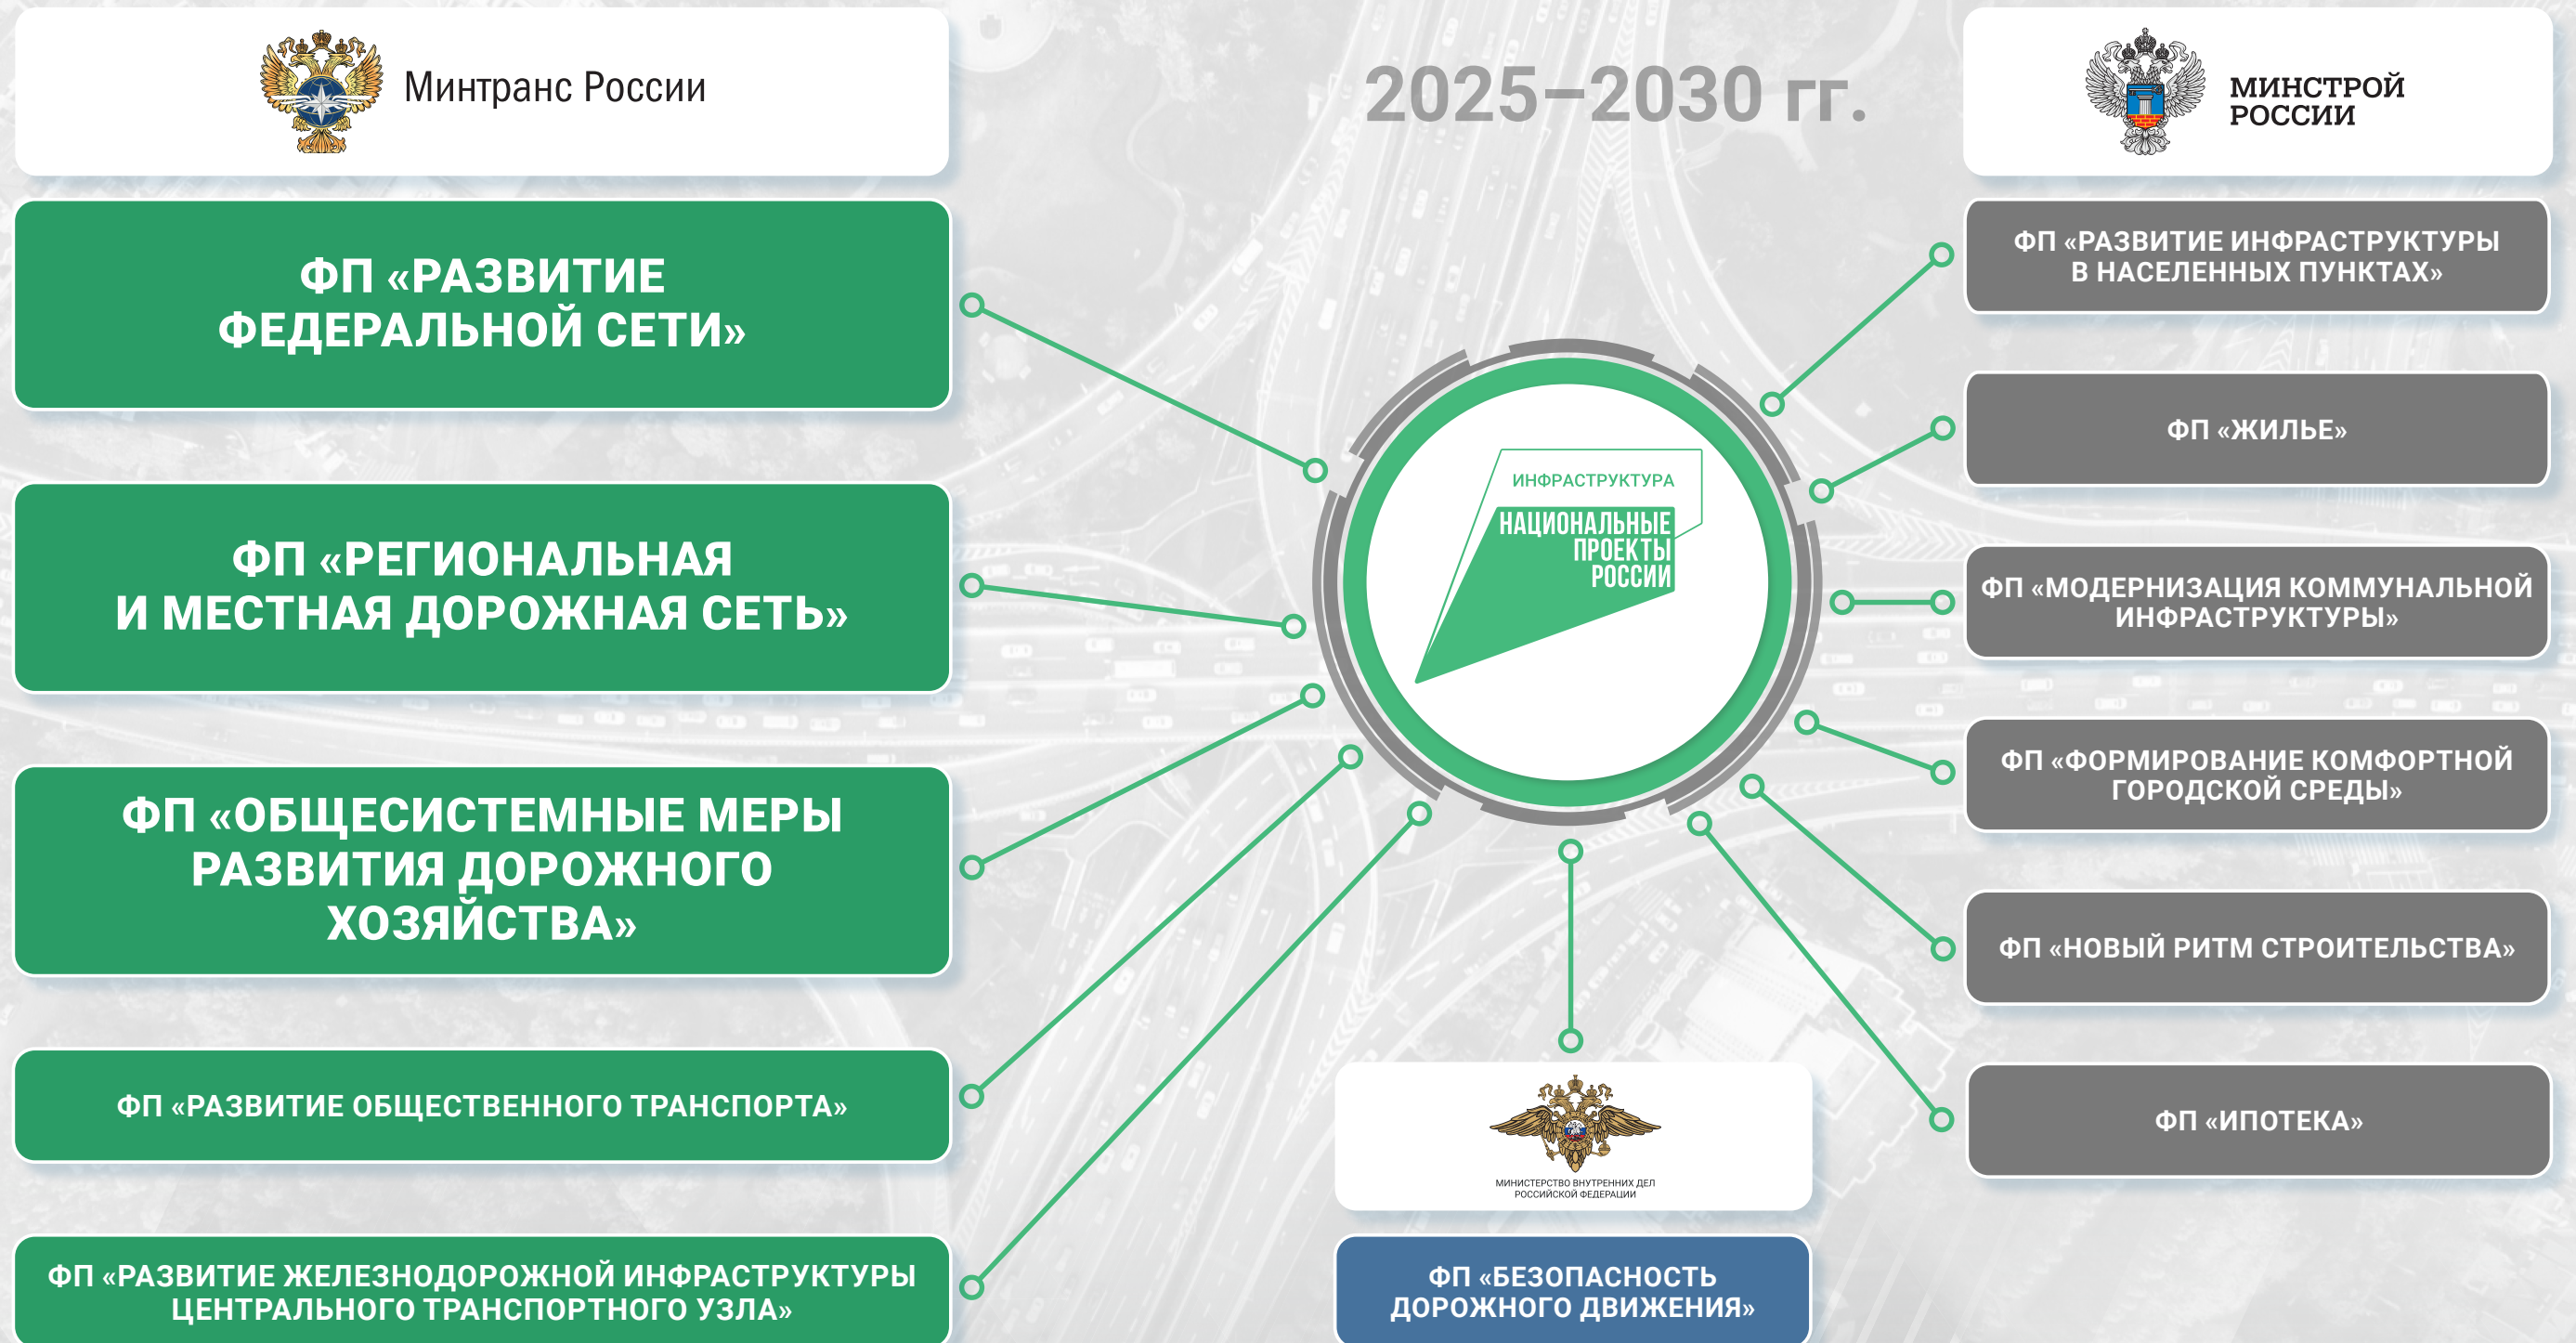 Минтранс России
ФП «РАЗВИТИЕ
ФЕДЕРАЛЬНОЙ СЕТИ»
ФП «РЕГИОНАЛЬНАЯ
И МЕСТНАЯ ДОРОЖНАЯ СЕТЬ»
ФП «ОБЩЕСИСТЕМНЫЕ МЕРЫ
РАЗВИТИЯ ДОРОЖНОГО
ХОЗЯЙСТВА»
ФП «РАЗВИТИЕ ОБЩЕСТВЕННОГО ТРАНСПОРТА»
ФП «РАЗВИТИЕ ЖЕЛЕЗНОДОРОЖНОЙ ИНФРАСТРУКТУРЫ
ЦЕНТРАЛЬНОГО ТРАНСПОРТНОГО УЗЛА»
2025–2030 гг.
ИНФРАСТРУКТУРА
НАЦИОНАЛЬНЫЕ
ПРОЕКТЫ
РОССИИ
МИНИСТЕРСТВО ВНУТРЕННИХ ДЕЛ
РОССИЙСКОЙ ФЕДЕРАЦИИ
ФП «БЕЗОПАСНОСТЬ
ДОРОЖНОГО ДВИЖЕНИЯ»
МИНСТРОЙ
РОССИИ
ФП «РАЗВИТИЕ ИНФРАСТРУКТУРЫ
В НАСЕЛЕННЫХ ПУНКТАХ»
ФП «ЖИЛЬЕ»
ФП «МОДЕРНИЗАЦИЯ КОММУНАЛЬНОЙ
ИНФРАСТРУКТУРЫ»
ФП «ФОРМИРОВАНИЕ КОМФОРТНОЙ
ГОРОДСКОЙ СРЕДЫ»
ФП «НОВЫЙ РИТМ СТРОИТЕЛЬСТВА»
ФП «ИПОТЕКА»